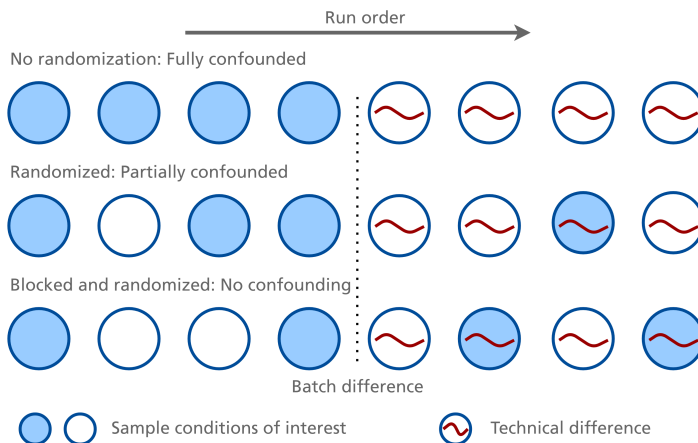 Run order
No randomization: Fully confounded
Randomized: Partially confounded
Blocked and randomized: No confounding
Batch difference
Sample conditions of interest
Technical difference